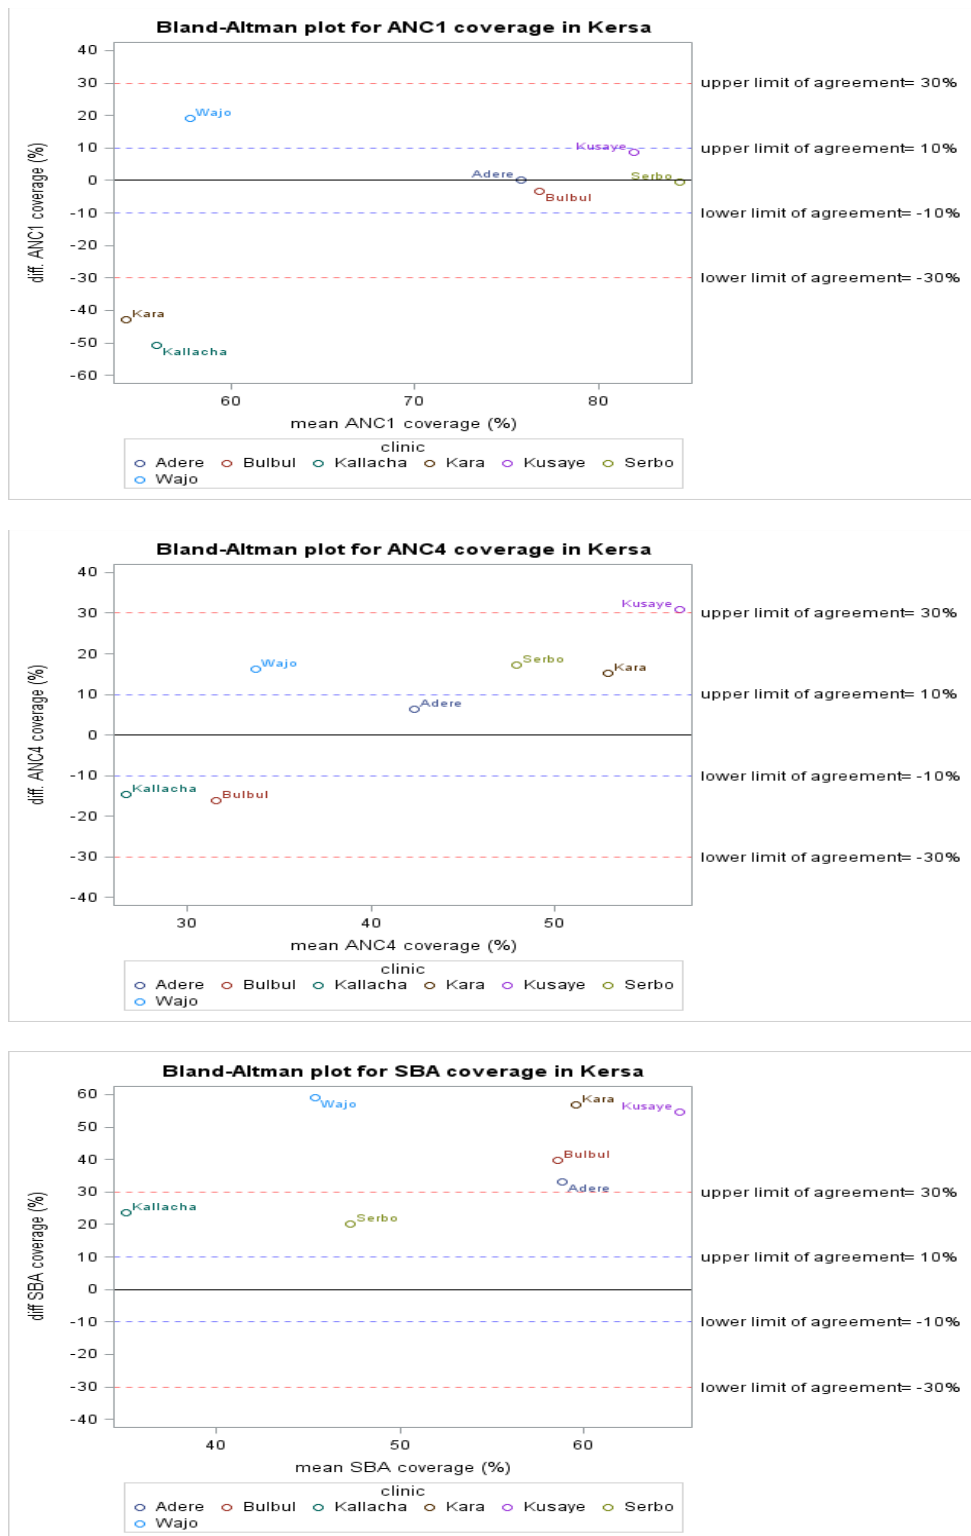 Bland-Altman plot for ANC1 coverage in Kersa
40
30
20
10
0
-10
-20
-30
-40
-50
-60
diff. ANC1 coverage (%)
upper limit of agreement= 30%
upper limit of agreement= 10%
lower limit of agreement= -10%
lower limit of agreement= -30%
Wajo
Kusaye
Adere
Serbo
Bulbul
Kara
Kallacha
60 70 80
mean ANC1 coverage (%)
clinic
Adere Bulbul Kallacha Kara Kusaye Serbo
Wajo
Bland-Altman plot for ANC4 coverage in Kersa
40
30
20
10
0
-10
-20
-30
-40
diff. ANC4 coverage (%)
upper limit of agreement= 30%
upper limit of agreement= 10%
lower limit of agreement= -10%
lower limit of agreement= -30%
Kusaye
Wajo
Serbo
Kara
Adere
Kallacha
Bulbul
30 40 50
mean ANC4 coverage (%)
clinic
Adere Bulbul Kallacha Kara Kusaye Serbo
Wajo
Bland-Altman plot for SBA coverage in Kersa
60
50
40
30
20
10
0
-10
-20
-30
-40
diff SBA coverage (%)
upper limit of agreement= 30%
upper limit of agreement= 10%
lower limit of agreement= -10%
lower limit of agreement= -30%
Wajo
Kara
Kusaye
Bulbul
Adere
Kallacha
Serbo
40 50 60
mean SBA coverage (%)
clinic
Adere Bulbul Kallacha Kara Kusaye Serbo
Wajo